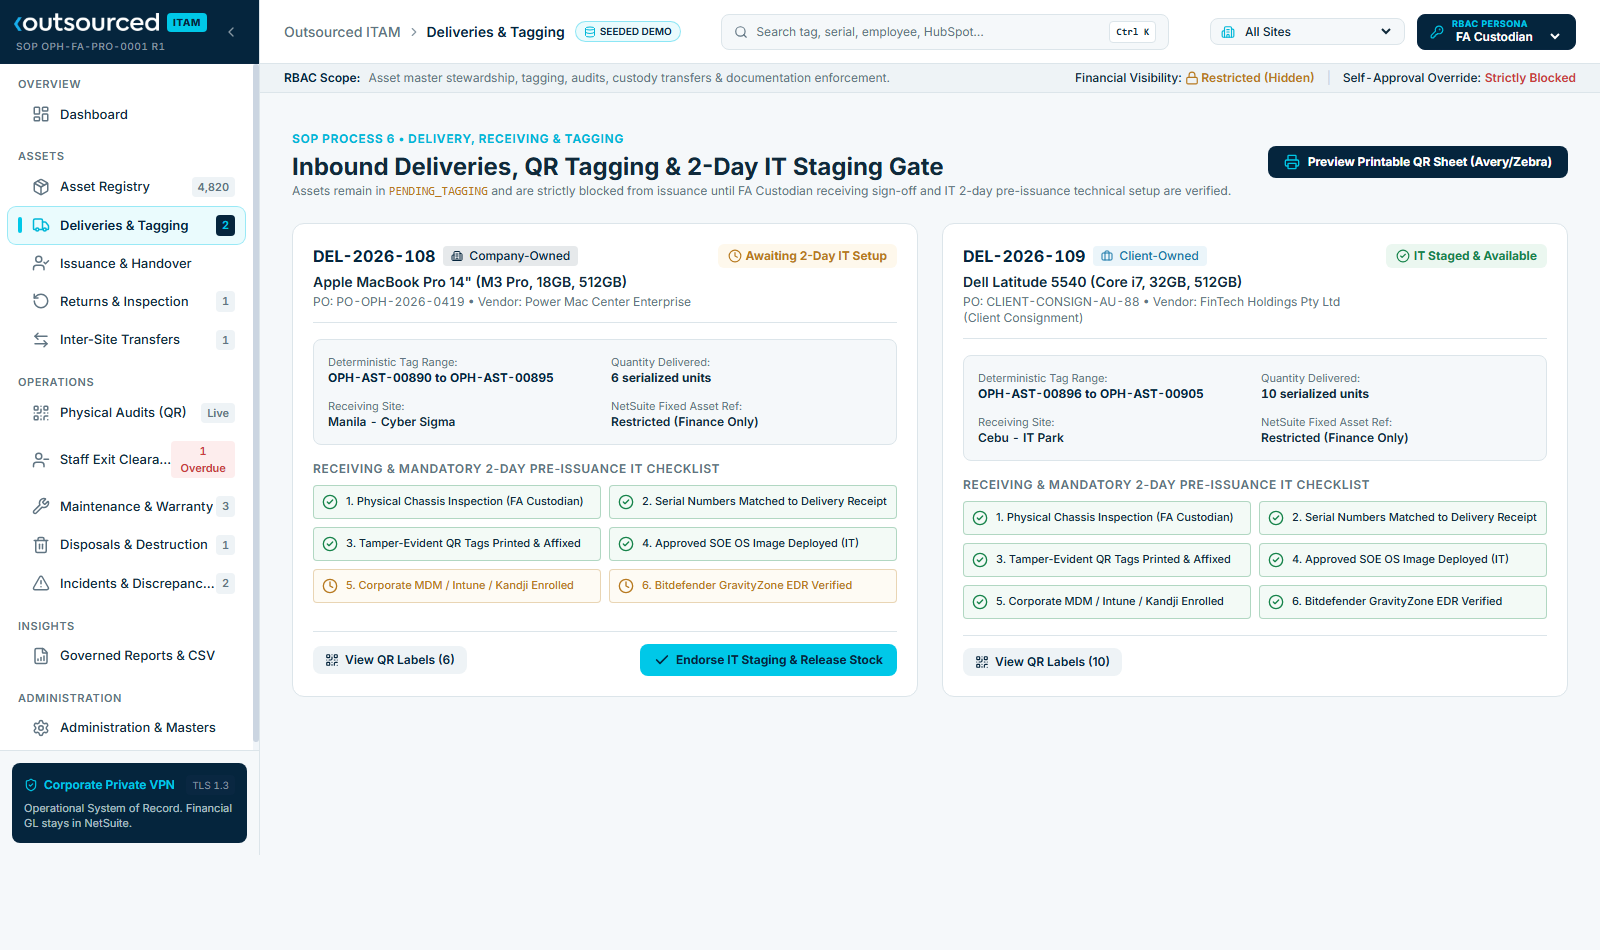 outsourced ITAM
SOP OPH-FA-PRO-0001 R1
OVERVIEW
Dashboard
ASSETS
Asset Registry 4,820
Deliveries & Tagging 2
Issuance & Handover
Returns & Inspection 1
Inter-Site Transfers 1
OPERATIONS
Physical Audits (QR) Live
Staff Exit Cleara... 1 Overdue
Maintenance & Warranty 3
Disposals & Destruction 1
Incidents & Discrepanc... 2
INSIGHTS
Governed Reports & CSV
ADMINISTRATION
Administration & Masters
Corporate Private VPN TLS 1.3
Operational System of Record. Financial
GL stays in NetSuite.
Outsourced ITAM > Deliveries & Tagging SEEDED DEMO
Search tag, serial, employee, HubSpot... Ctrl K
All Sites
RBAC PERSONA
FA Custodian
RBAC Scope: Asset master stewardship, tagging, audits, custody transfers & documentation enforcement.
Financial Visibility: Restricted (Hidden) Self-Approval Override: Strictly Blocked
SOP PROCESS 6 • DELIVERY, RECEIVING & TAGGING
Inbound Deliveries, QR Tagging & 2-Day IT Staging Gate
Assets remain in PENDING_TAGGING and are strictly blocked from issuance until FA Custodian receiving sign-off and IT 2-day pre-issuance technical setup are verified.
Preview Printable QR Sheet (Avery/Zebra)
DEL-2026-108 Company-Owned Awaiting 2-Day IT Setup
Apple MacBook Pro 14" (M3 Pro, 18GB, 512GB)
PO: PO-OPH-2026-0419 • Vendor: Power Mac Center Enterprise
Deterministic Tag Range: Quantity Delivered:
OPH-AST-00890 to OPH-AST-00895 6 serialized units
Receiving Site: NetSuite Fixed Asset Ref:
Manila - Cyber Sigma Restricted (Finance Only)
RECEIVING & MANDATORY 2-DAY PRE-ISSUANCE IT CHECKLIST
1. Physical Chassis Inspection (FA Custodian) 2. Serial Numbers Matched to Delivery Receipt
3. Tamper-Evident QR Tags Printed & Affixed 4. Approved SOE OS Image Deployed (IT)
5. Corporate MDM / Intune / Kandji Enrolled 6. Bitdefender GravityZone EDR Verified
View QR Labels (6) Endorse IT Staging & Release Stock
DEL-2026-109 Client-Owned IT Staged & Available
Dell Latitude 5540 (Core i7, 32GB, 512GB)
PO: CLIENT-CONSIGN-AU-88 • Vendor: FinTech Holdings Pty Ltd
(Client Consignment)
Deterministic Tag Range: Quantity Delivered:
OPH-AST-00896 to OPH-AST-00905 10 serialized units
Receiving Site: NetSuite Fixed Asset Ref:
Cebu - IT Park Restricted (Finance Only)
RECEIVING & MANDATORY 2-DAY PRE-ISSUANCE IT CHECKLIST
1. Physical Chassis Inspection (FA Custodian) 2. Serial Numbers Matched to Delivery Receipt
3. Tamper-Evident QR Tags Printed & Affixed 4. Approved SOE OS Image Deployed (IT)
5. Corporate MDM / Intune / Kandji Enrolled 6. Bitdefender GravityZone EDR Verified
View QR Labels (10)